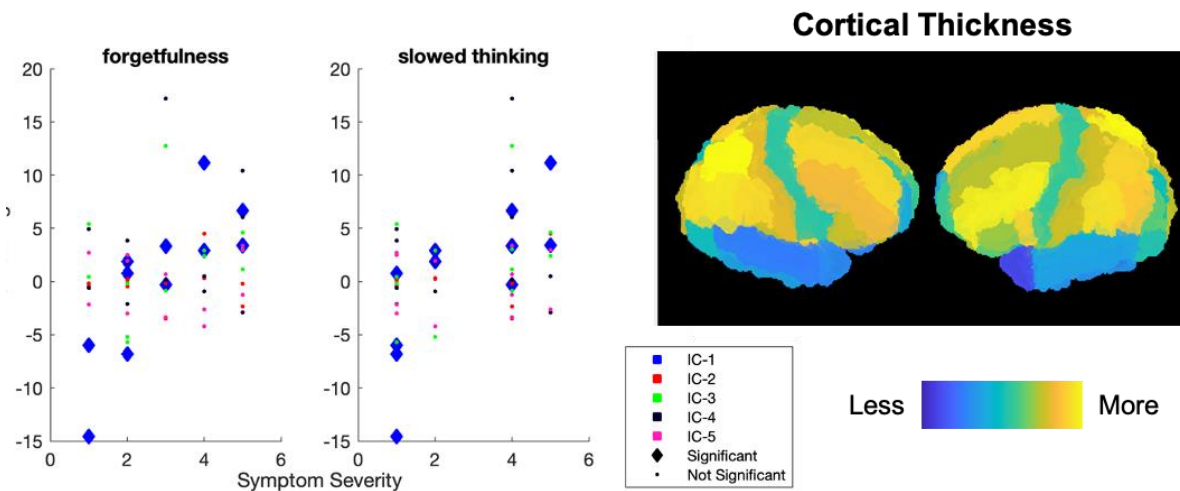 Cortical Thickness
forgetfulness
slowed thinking
20
15
10
5
0
-5
-10
-15
0
2
4
6
20
15
10
5
0
-5
-10
-15
0
2
4
6
Symptom Severity
IC-1
IC-2
IC-3
IC-4
IC-5
Significant
Not Significant
Less
More